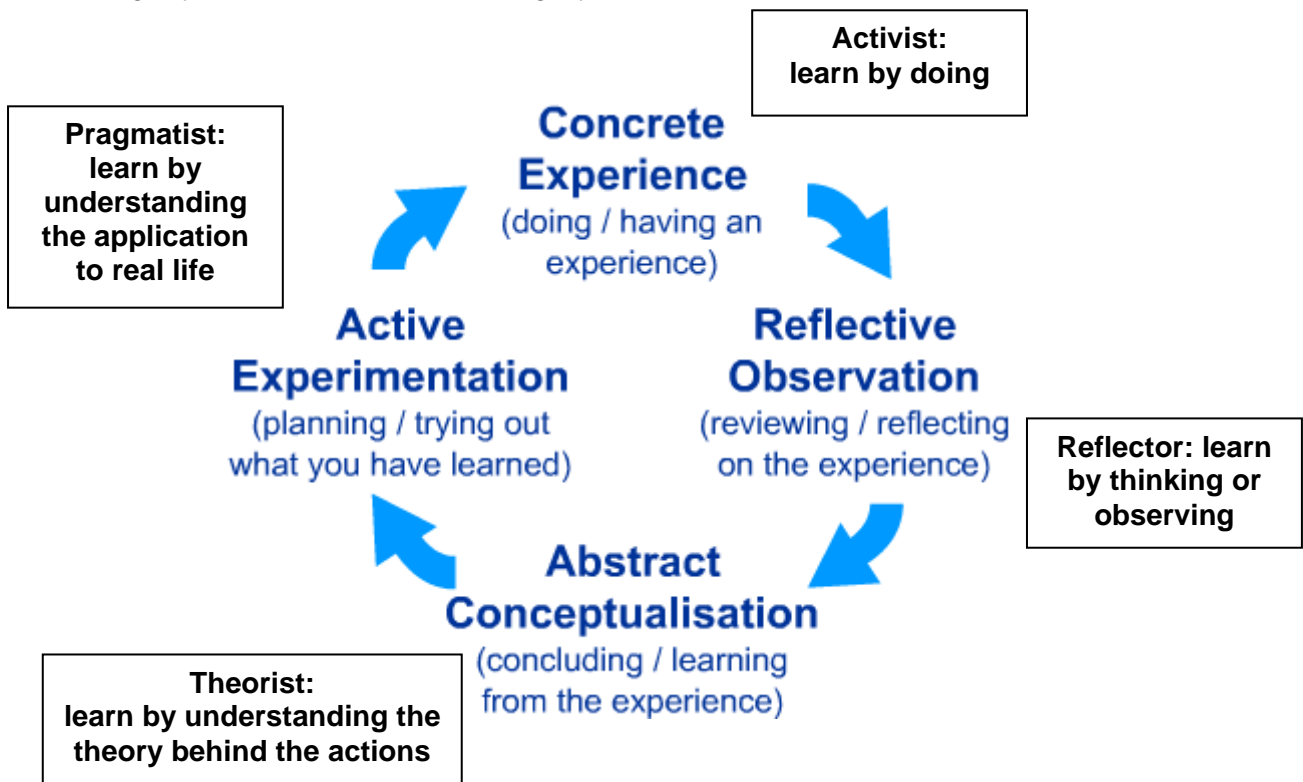 Activist:
learn by doing
Concrete
Experience
(doing / having an
experience)
Pragmatist:
learn by
understanding
the application
to real life
Active
Experimentation
(planning / trying out
what you have learned)
Reflective
Observation
(reviewing / reflecting
on the experience)
Reflector: learn
by thinking or
observing
Abstract
Conceptualisation
(concluding / learning
from the experience)
Theorist:
learn by understanding the
theory behind the actions